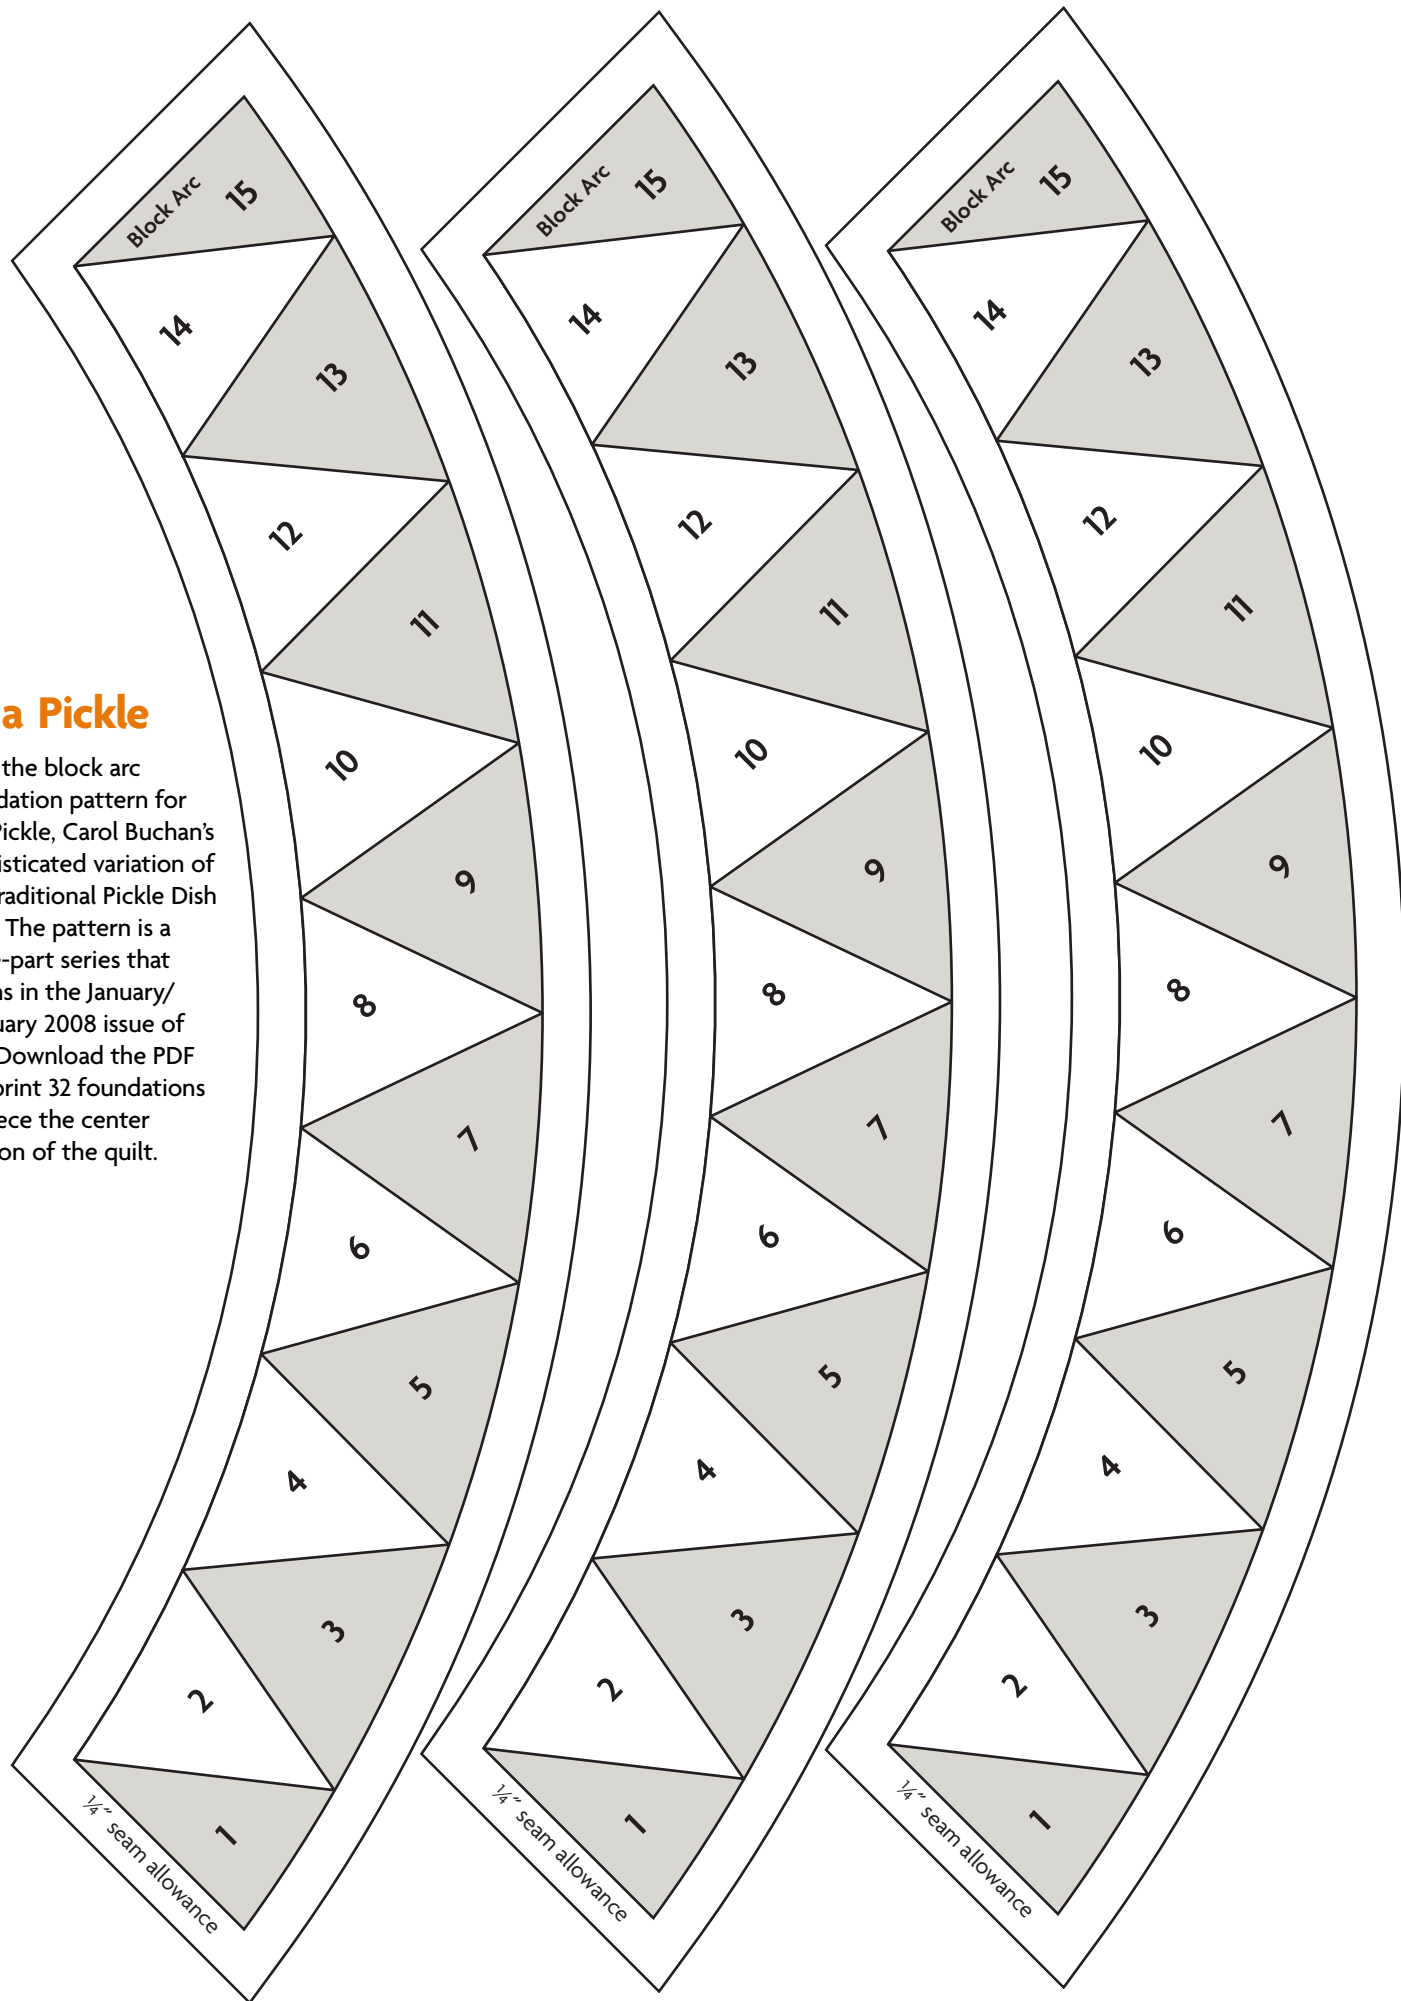 a Pickle
the block arc
dation pattern for
Pickle, Carol Buchan's
isticated variation of
raditional Pickle Dish
The pattern is a
-part series that
ns in the January/
uary 2008 issue of
Download the PDF
print 32 foundations
ece the center
on of the quilt.
Block Arc
15
14
13
12
11
10
9
8
7
6
5
4
3
2
1
1/4" seam allowance
Block Arc
15
14
13
12
11
10
9
8
7
6
5
4
3
2
1
1/4" seam allowance
Block Arc
15
14
13
12
11
10
9
8
7
6
5
4
3
2
1
1/4" seam allowance